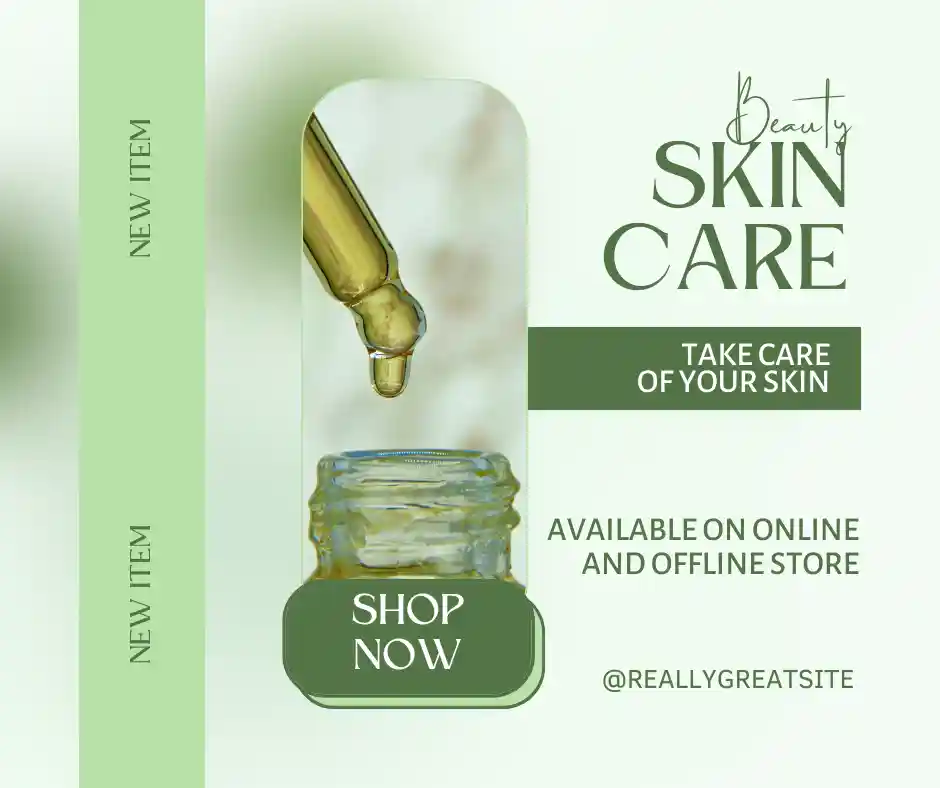 NEW ITEM
NEW ITEM
Beauty
SKIN
CARE
TAKE CARE
OF YOUR SKIN
AVAILABLE ON ONLINE
AND OFFLINE STORE
SHOP
NOW
@REALLYGREATSITE